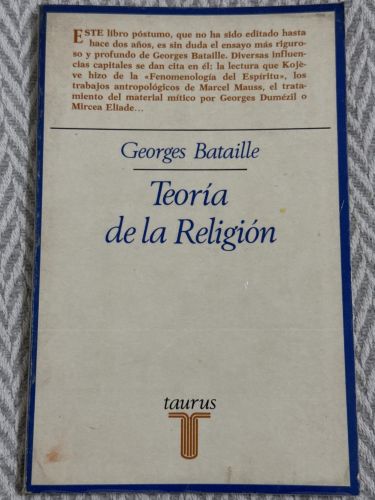 ESTE libro póstumo, que no ha sido editado hasta
hace dos años, es sin duda el ensayo más riguro-
so y profundo de Georges Bataille. Diversas influen-
cias capitales se dan cita en él: la lectura que Kojè-
ve hizo de la «Fenomenología del Espíritu», los
trabajos antropológicos de Marcel Mauss, el trata-
miento del material mítico por Georges Dumézil o
Mircea Eliade...
Georges Bataille
Teoría
de la Religión
taurus